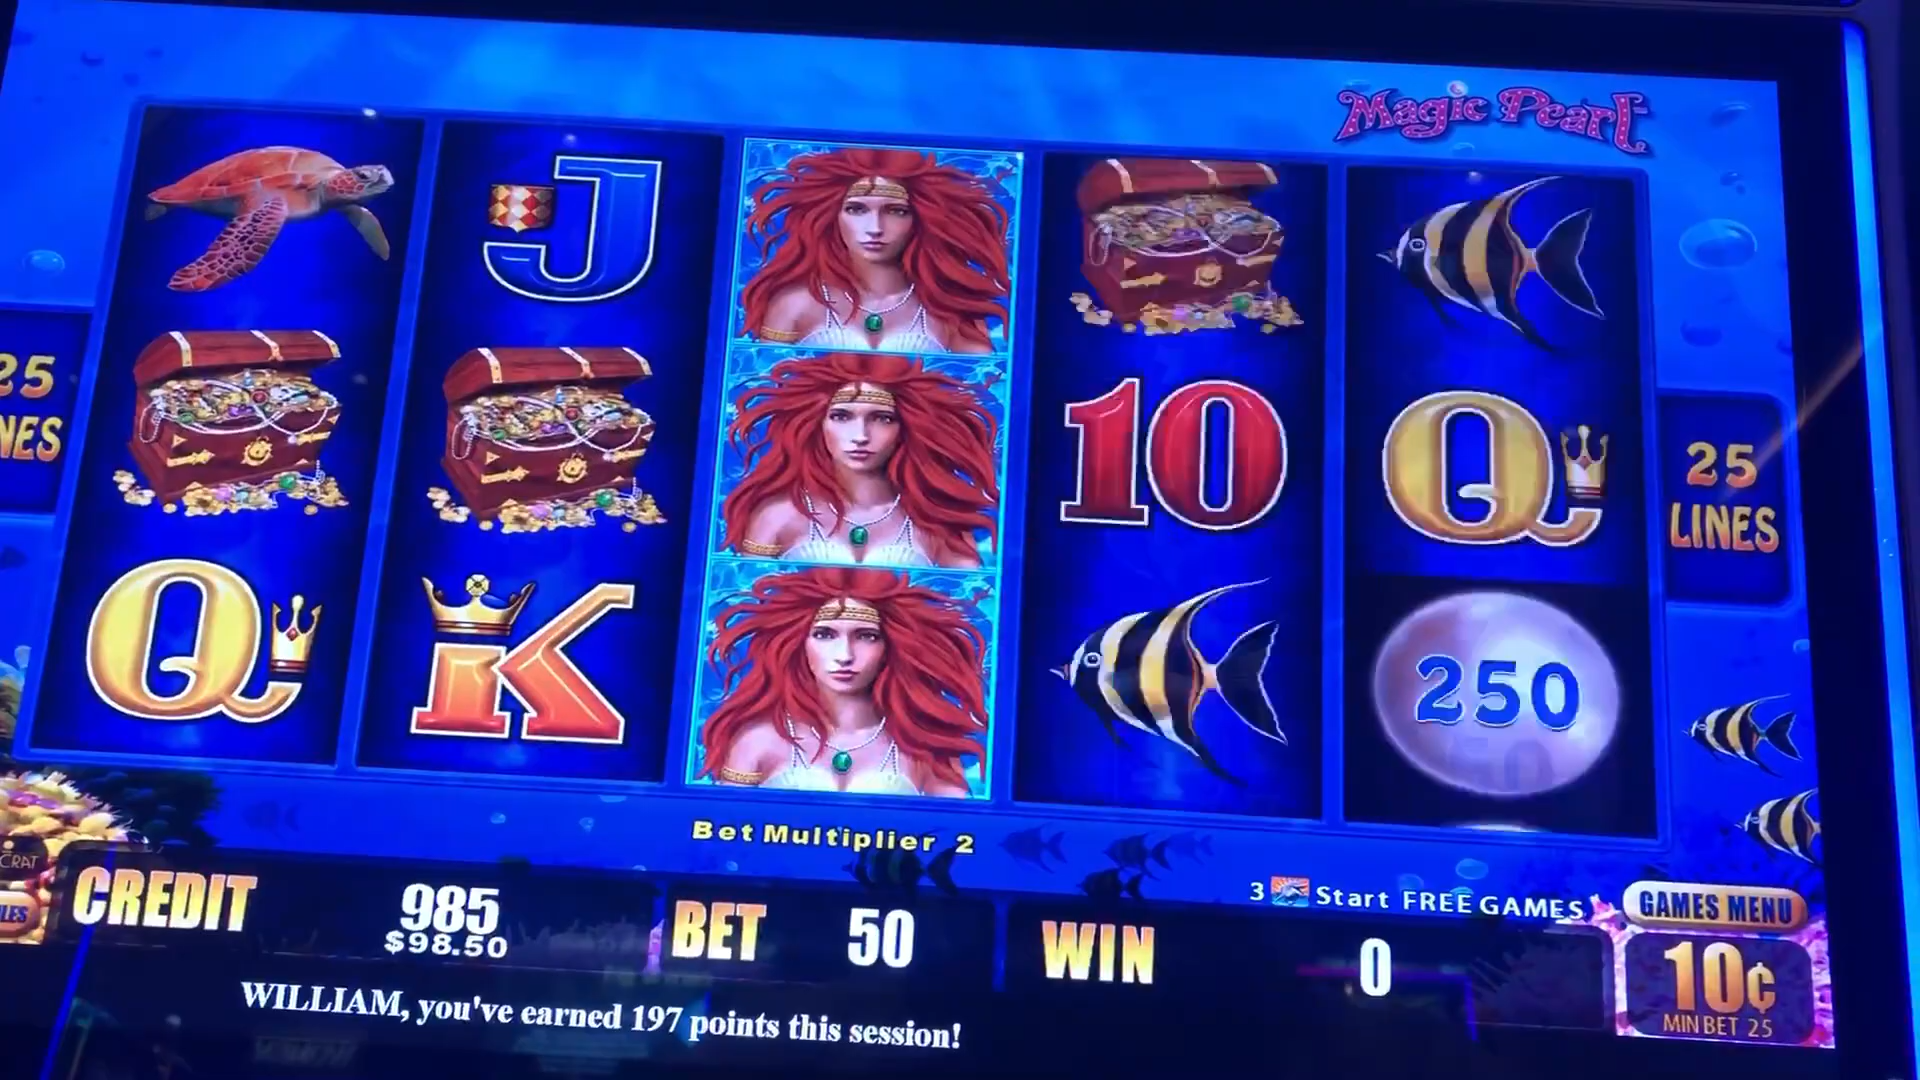 Magic Pearl
J
25
LINES
10
Q
25
LINES
Q
K
250
Bet Multiplier 2
3 Start FREE GAMES
GAMES MENU
CREDIT 985 BET 50 WIN 0
$98.50
10¢
MIN BET 25
WILLIAM, you've earned 197 points this session!